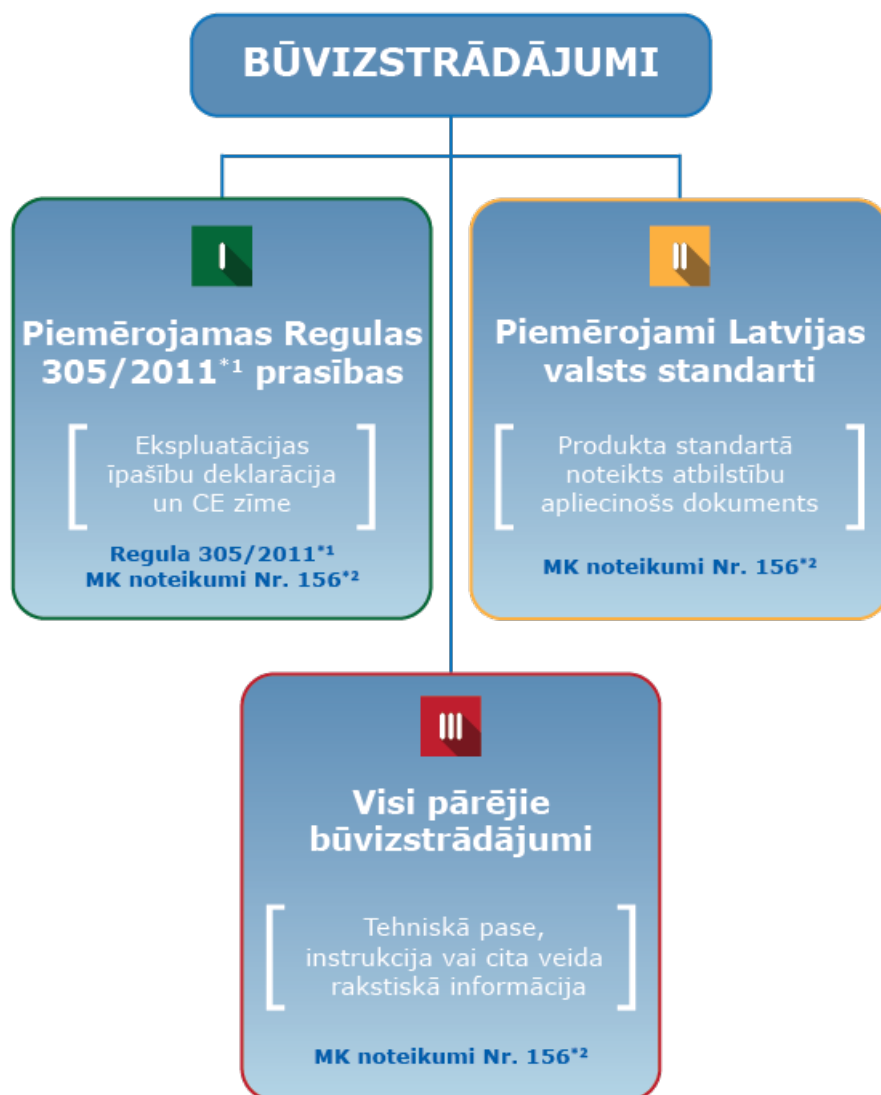 BŪVIZSTRĀDĀJUMI
I
Piemērojamas Regulas
305/2011*1 prasības
Ekspluatācijas
īpašību deklarācija
un CE zīme
Regula 305/2011*1
MK noteikumi Nr. 156*2
II
Piemērojami Latvijas
valsts standarti
Produkta standartā
noteikts atbilstību
apliecinošs dokuments
MK noteikumi Nr. 156*2
III
Visi pārējie
būvizstrādājumi
Tehniskā pase,
instrukcija vai cita veida
rakstiskā informācija
MK noteikumi Nr. 156*2